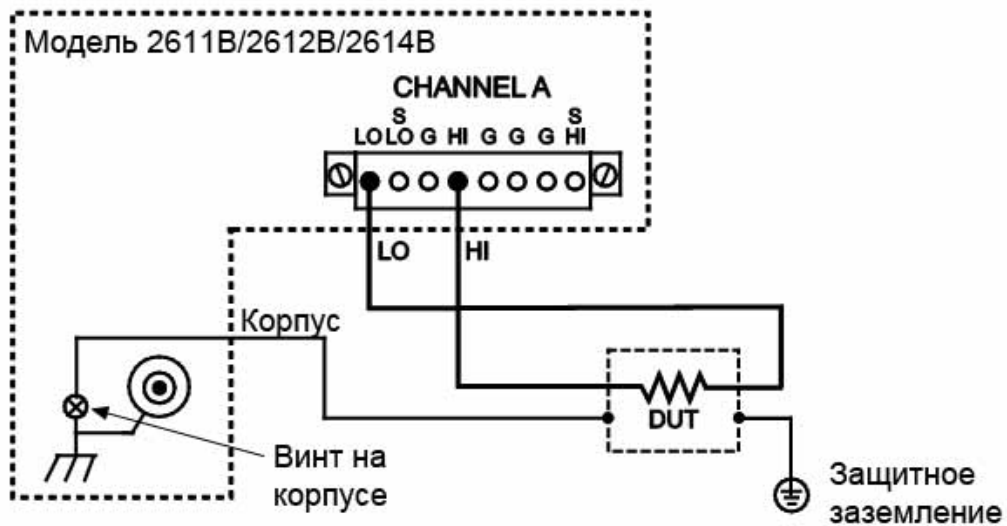 Модель 2611B/2612B/2614B
CHANNEL A
S S
LO LO G HI G G G HI
LO HI
Корпус
DUT
Винт на
корпусе
Защитное
заземление